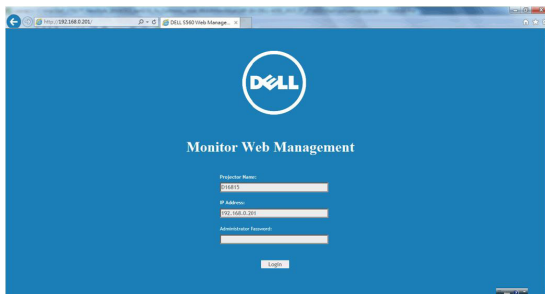 http://192.168.0.201/
DELL S560 Web Manage...
DELL
Monitor Web Management
Projector Name:
D16815
IP Address:
192.168.0.201
Administrator Password:
Login